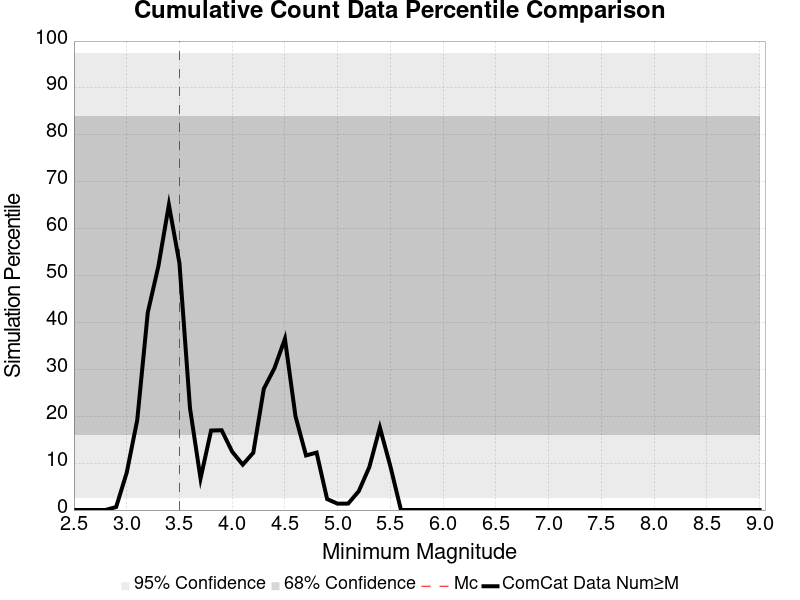 Cumulative Count Data Percentile Comparison
100
90
80
70
60
50
40
30
20
10
0
Simulation Percentile
2.5 3.0 3.5 4.0 4.5 5.0 5.5 6.0 6.5 7.0 7.5 8.0 8.5 9.0
Minimum Magnitude
95% Confidence 68% Confidence Mc ComCat Data Num≥M